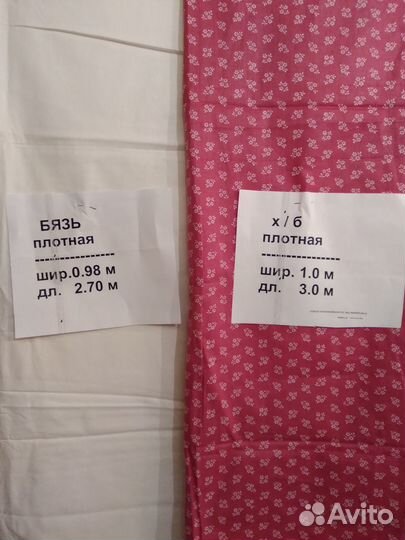 БЯЗЬ
плотная
----------------
шир.0.98 м
дл. 2.70 м
х / б
плотная
----------------
шир. 1.0 м
дл. 3.0 м
Avito